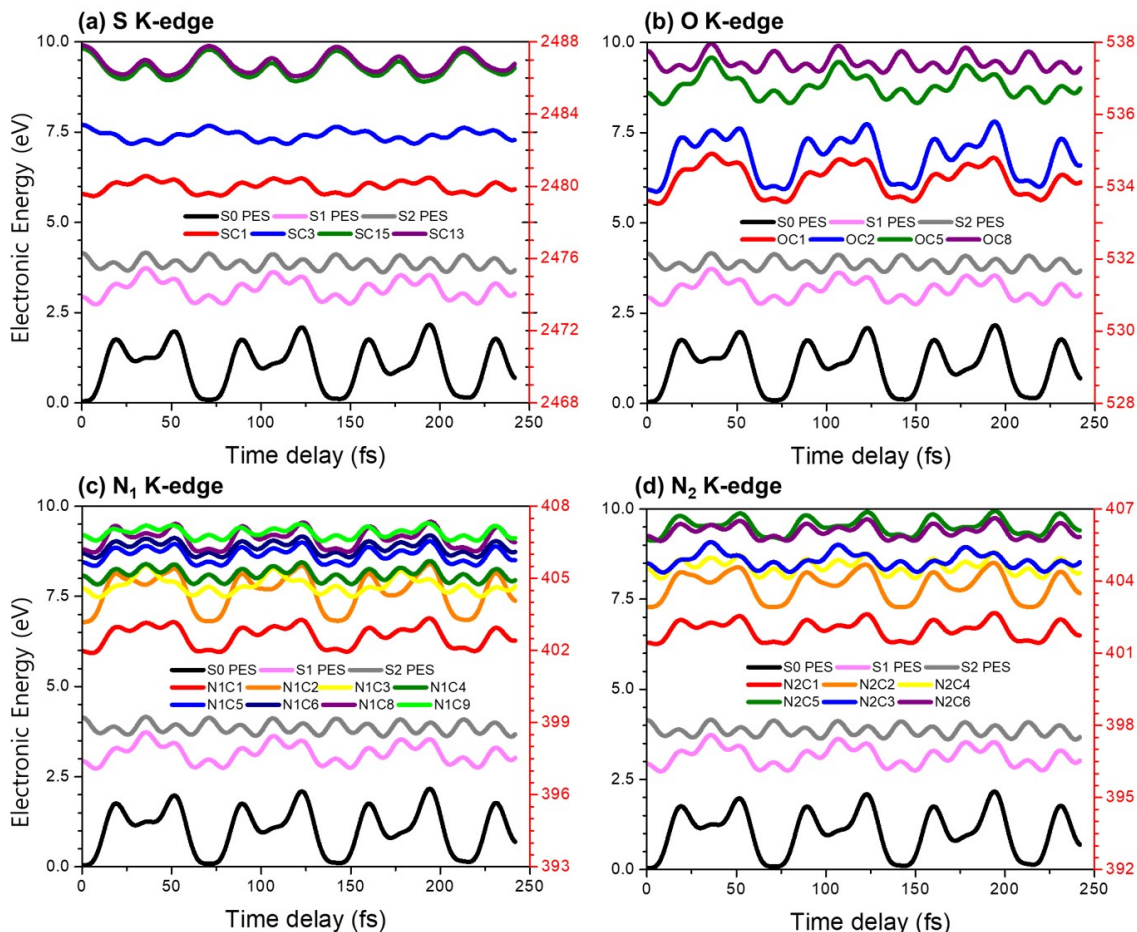 (a) S K-edge
10.0
7.5
5.0
2.5
0.0
Electronic Energy (eV)
2488
2484
2480
2476
2472
2468
S0 PES S1 PES S2 PES
SC1 SC3 SC15 SC13
0 50 100 150 200 250
Time delay (fs)
(b) O K-edge
10.0
7.5
5.0
2.5
0.0
538
536
534
532
530
528
S0 PES S1 PES S2 PES
OC1 OC2 OC5 OC8
0 50 100 150 200 250
Time delay (fs)
(c) N₁ K-edge
10.0
7.5
5.0
2.5
0.0
Electronic Energy (eV)
408
405
402
399
396
393
S0 PES S1 PES S2 PES
N1C1 N1C2 N1C3 N1C4
N1C5 N1C6 N1C8 N1C9
0 50 100 150 200 250
Time delay (fs)
(d) N₂ K-edge
10.0
7.5
5.0
2.5
0.0
407
404
401
398
395
392
S0 PES S1 PES S2 PES
N2C1 N2C2 N2C4
N2C5 N2C3 N2C6
0 50 100 150 200 250
Time delay (fs)